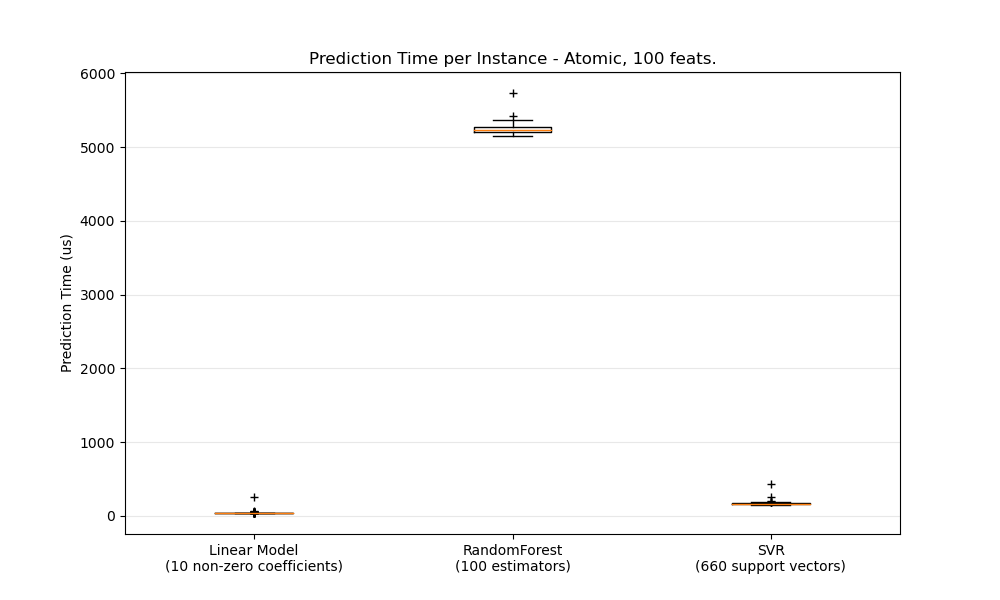 Prediction Time per Instance - Atomic, 100 feats.
6000
5000
4000
3000
2000
1000
0
Prediction Time (us)
Linear Model
(10 non-zero coefficients)
RandomForest
(100 estimators)
SVR
(660 support vectors)